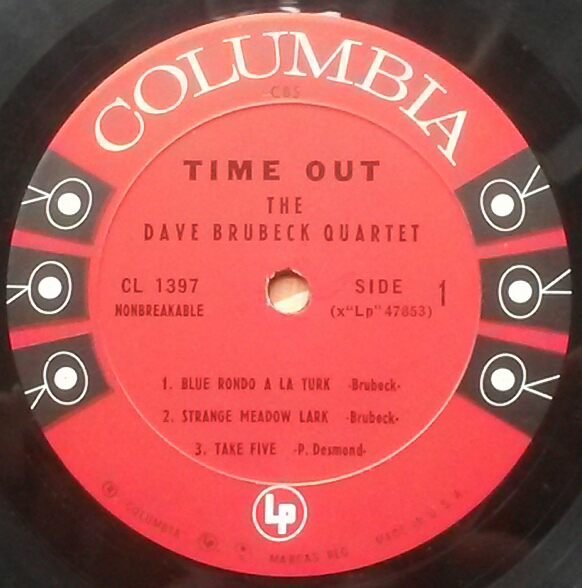 COLUMBIA
CBS
TIME OUT
THE
DAVE BRUBECK QUARTET
CL 1397
NONBREAKABLE
SIDE 1
(x"Lp" 47853)
1. BLUE RONDO A LA TURK -Brubeck-
2. STRANGE MEADOW LARK -Brubeck-
3. TAKE FIVE -P. Desmond-
Lp
"COLUMBIA" MARCAS REG. MADE IN U. S. A.